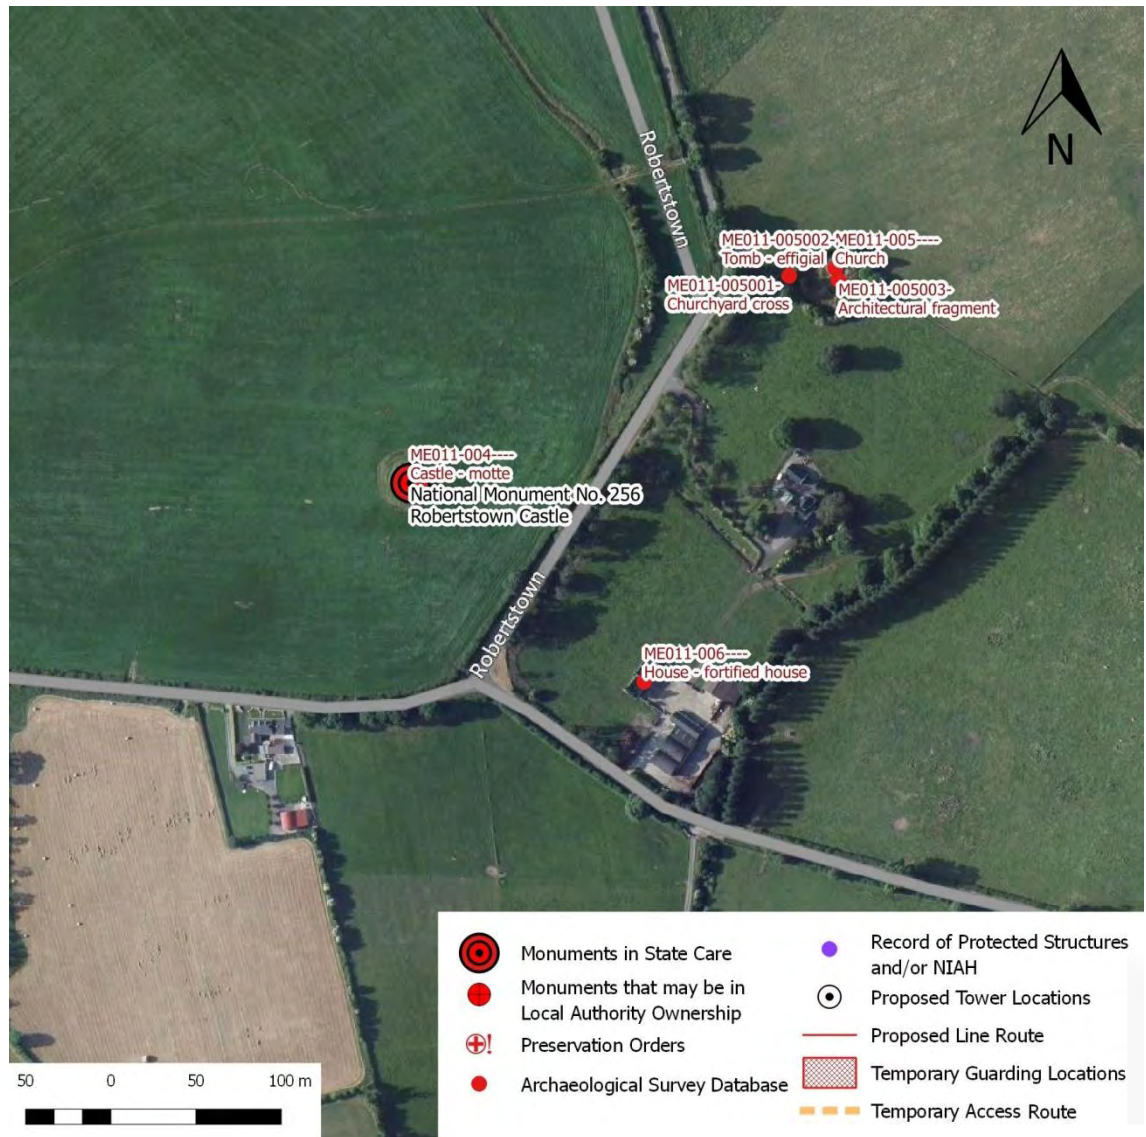 N
Robertstown
ME011-005002- ME011-005----
Tomb - effigial Church
ME011-005001-
Churchyard cross
ME011-005003-
Architectural fragment
ME011-004----
Castle - motte
National Monument No. 256
Robertstown Castle
Robertstown
ME011-006----
House - fortified house
Monuments in State Care
Monuments that may be in
Local Authority Ownership
Preservation Orders
Archaeological Survey Database
Record of Protected Structures
and/or NIAH
Proposed Tower Locations
Proposed Line Route
Temporary Guarding Locations
Temporary Access Route
50 0 50 100 m